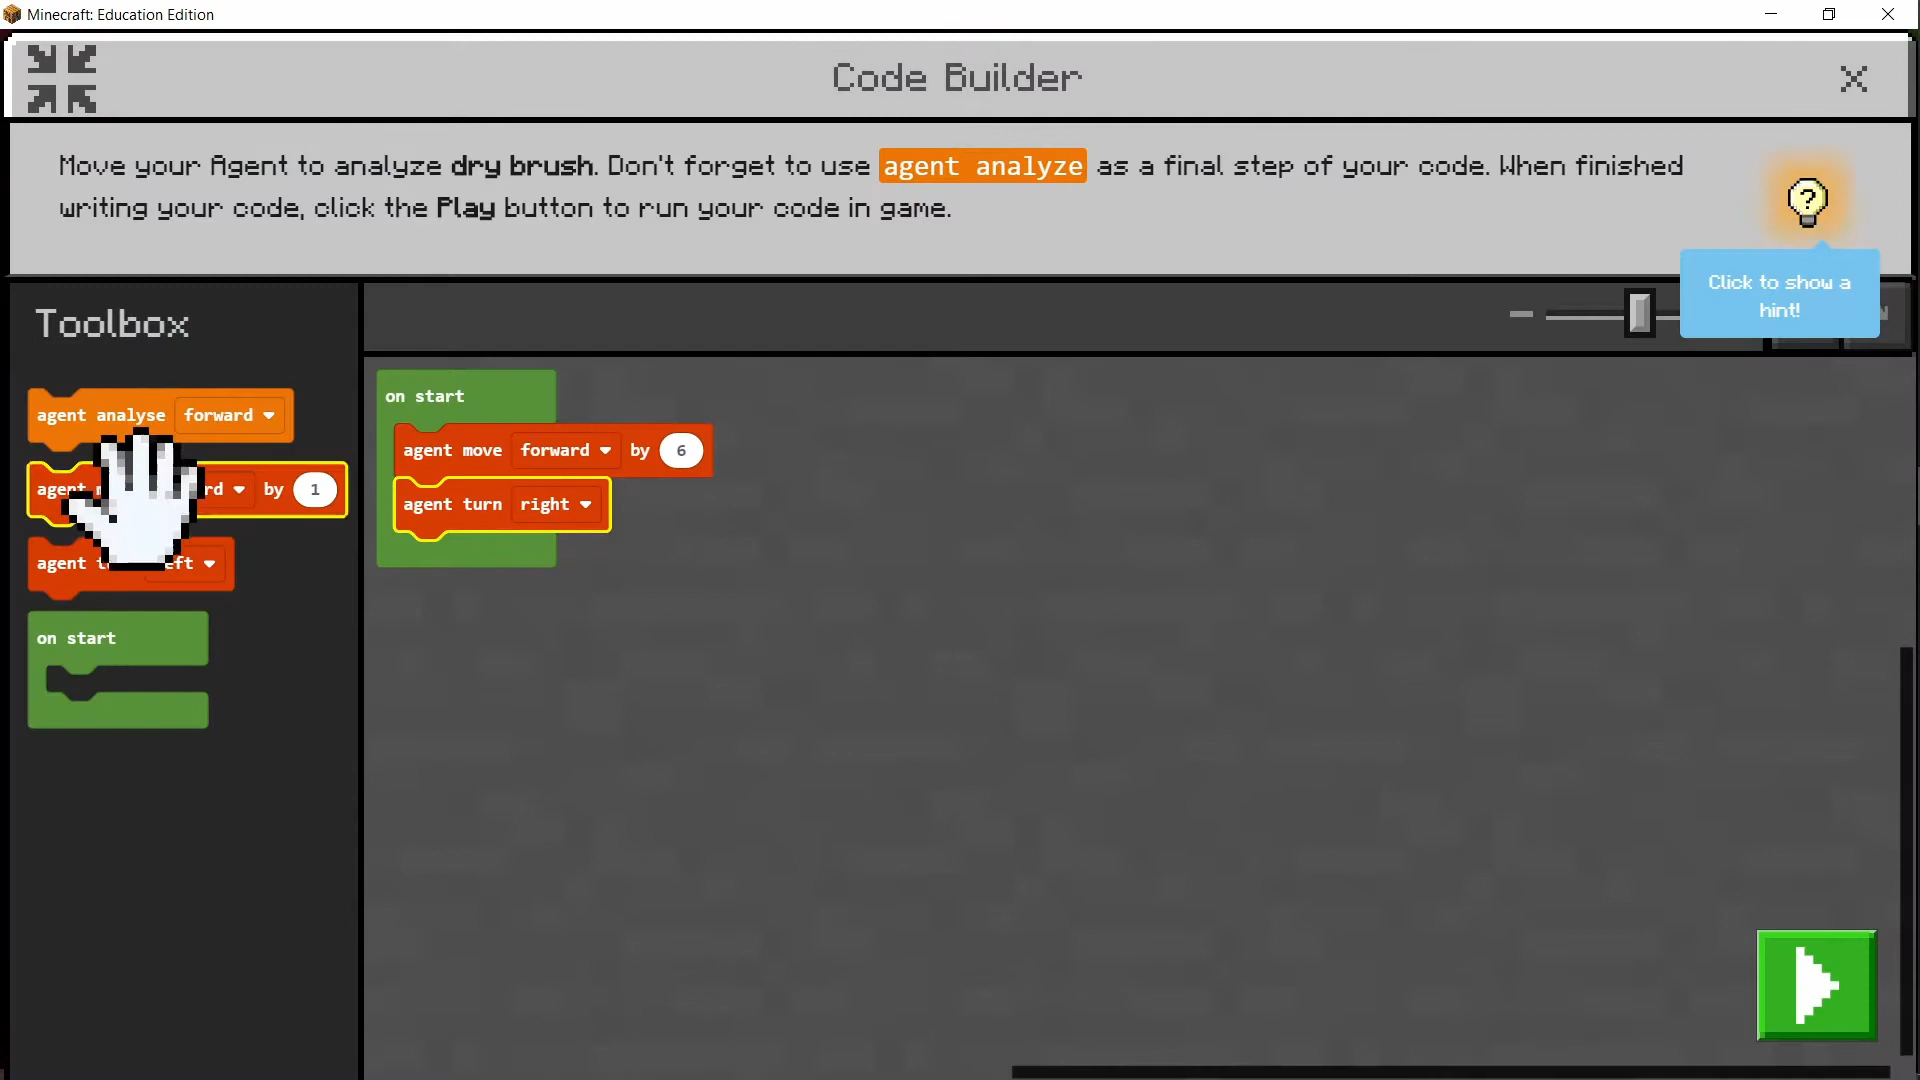 Minecraft: Education Edition
Code Builder
Move your Agent to analyze dry brush. Don't forget to use agent analyze as a final step of your code. When finished
writing your code, click the Play button to run your code in game.
Click to show a
hint!
Toolbox
agent analyse forward
by 1
agent
on start
on start
agent move forward by 6
agent turn right